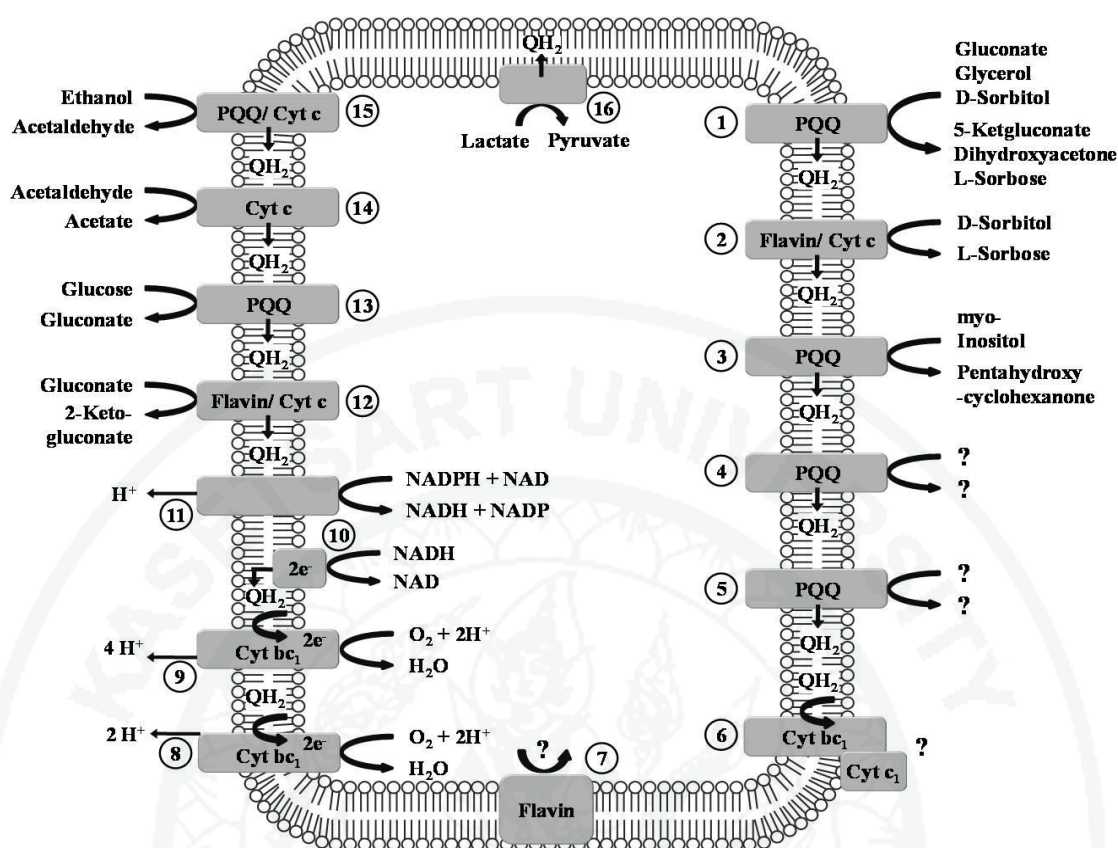 QH2
16
Lactate Pyruvate
Ethanol
Acetaldehyde
PQQ/ Cyt c
15
QH2
Acetaldehyde
Acetate
Cyt c
14
QH2
Glucose
Gluconate
PQQ
13
QH2
Gluconate
2-Keto-
gluconate
Flavin/ Cyt c
12
QH2
H+
11
NADPH + NAD
NADH + NADP
10
2e-
NADH
NAD
QH2
4 H+
9
Cyt bc1
2e-
O2 + 2H+
H2O
QH2
2 H+
8
Cyt bc1
2e-
O2 + 2H+
H2O
?
7
Flavin
Gluconate
Glycerol
D-Sorbitol
1
PQQ
5-Ketgluconate
Dihydroxyacetone
L-Sorbose
QH2
2
Flavin/ Cyt c
D-Sorbitol
L-Sorbose
QH2
3
PQQ
myo-
Inositol
Pentahydroxy
-cyclohexanone
QH2
4
PQQ
?
?
QH2
5
PQQ
?
?
QH2
QH2
6
Cyt bc1
Cyt c1
?
KASETSART UNIVERSITY